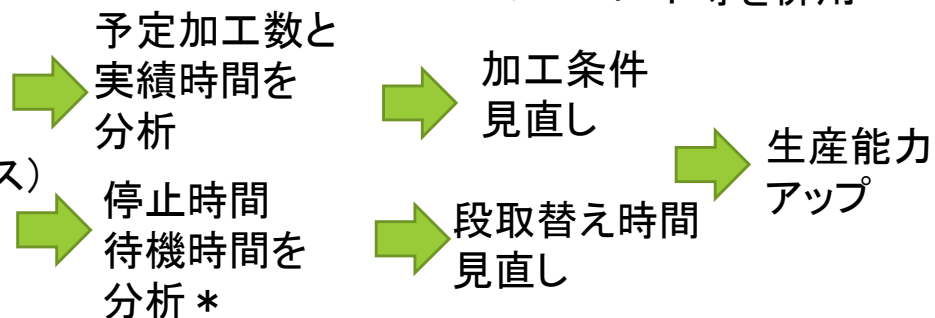 予定加工数と
実績時間を
分析
加工条件
見直し
生産能力
アップ
ス）
停止時間
待機時間を
分析＊
段取替え時間
見直し